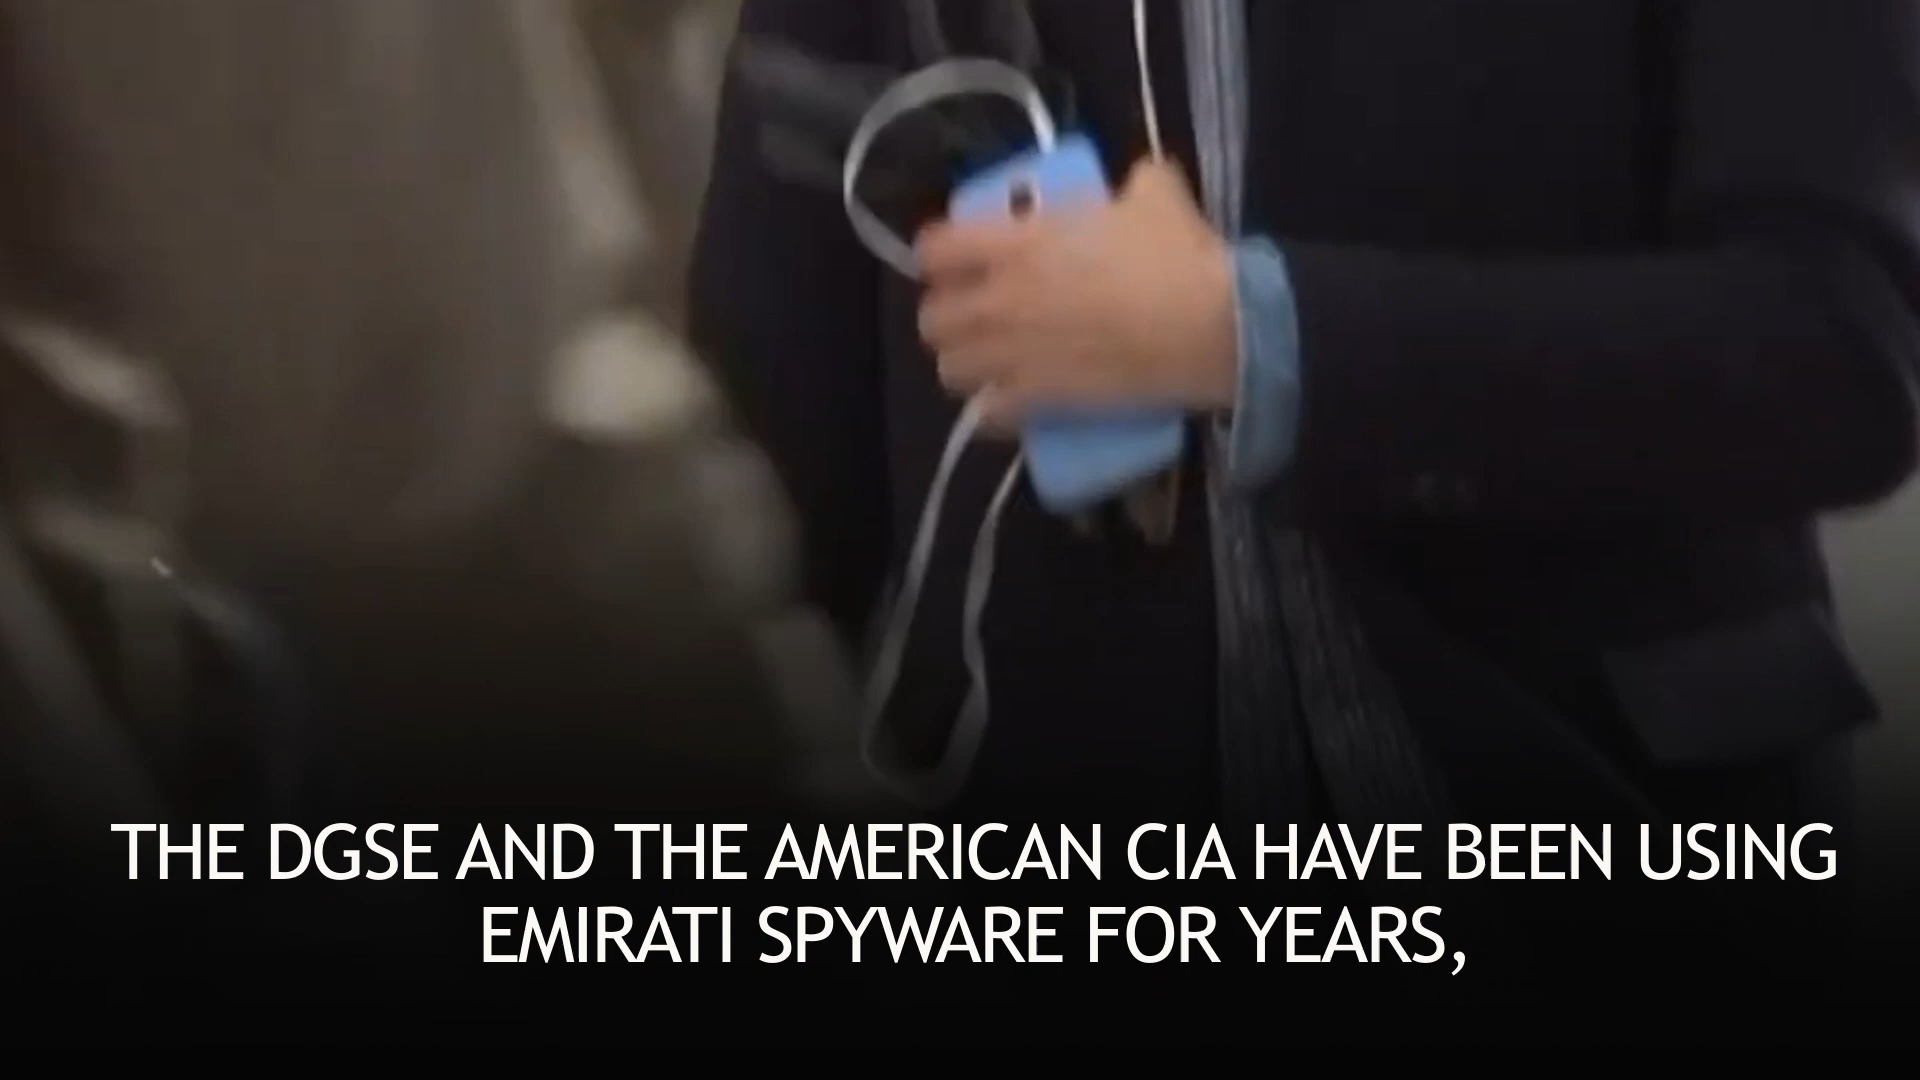 THE DGSE AND THE AMERICAN CIA HAVE BEEN USING
EMIRATI SPYWARE FOR YEARS,